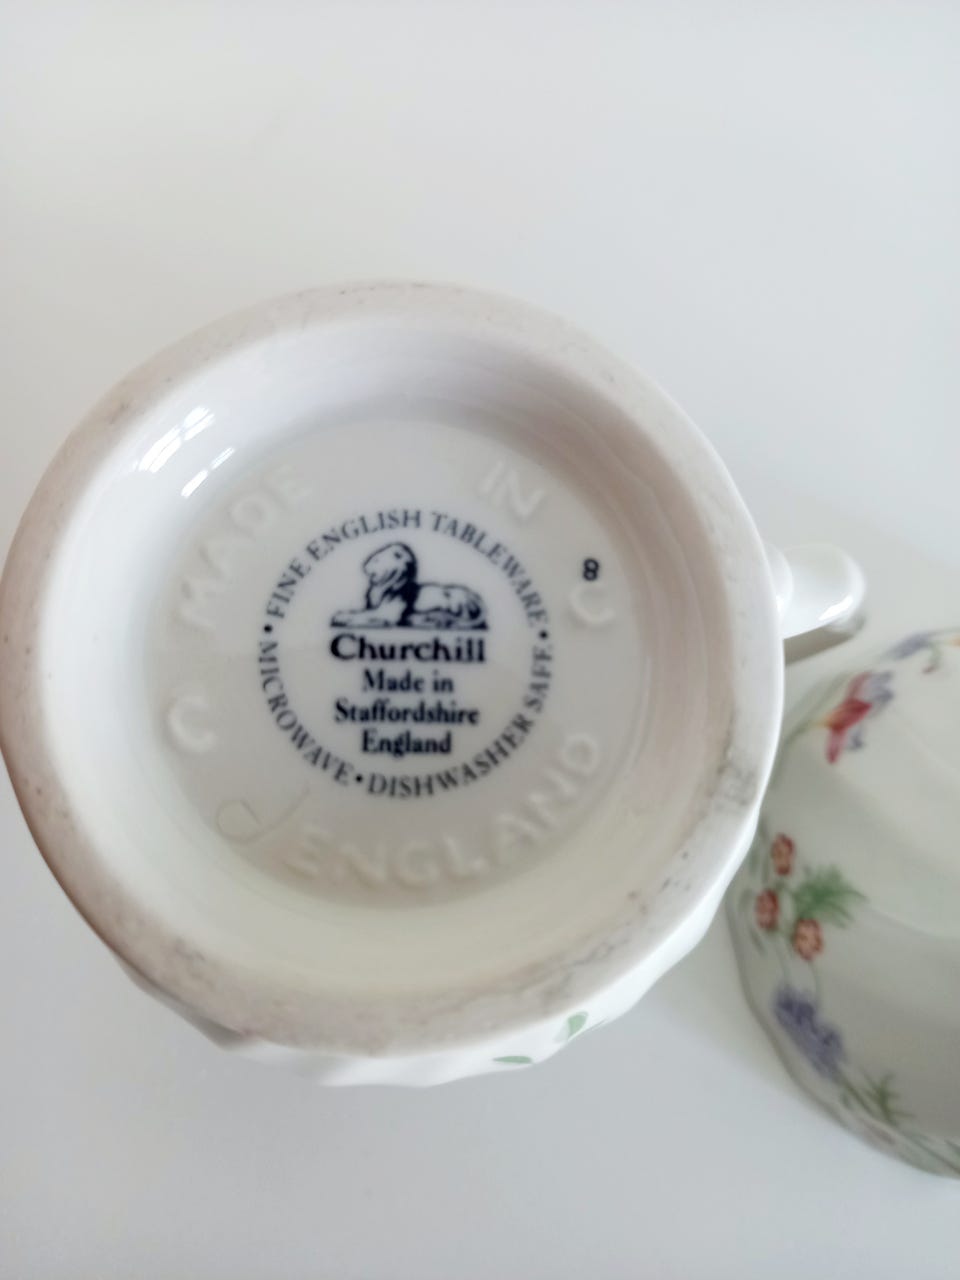 • FINE ENGLISH TABLEWARE •
Churchill
Made in
Staffordshire
England
MICROWAVE • DISHWASHER SAFE
8
MADE IN
C
C
ENGLAND